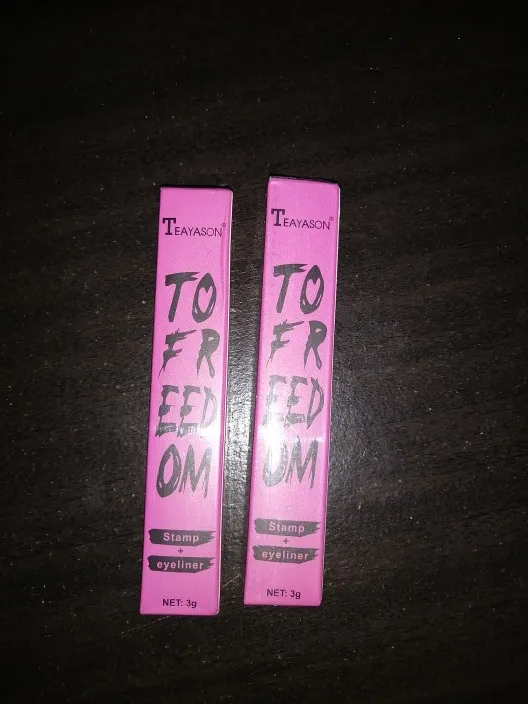 TEAYASON®
TO
FR
EED
OM
Stamp
+
eyeliner
NET: 3g
TEAYASON®
TO
FR
EED
OM
Stamp
+
eyeliner
NET: 3g